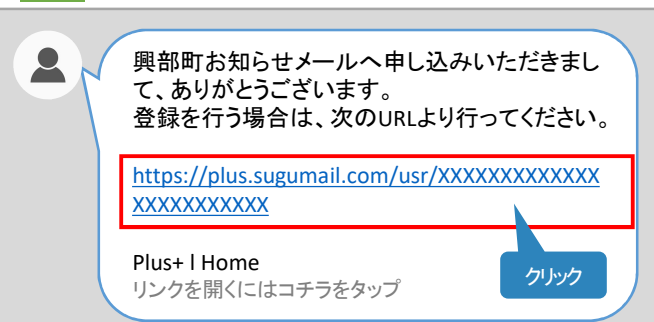 興部町お知らせメールへ申し込みいただきまし
て、ありがとうございます。
登録を行う場合は、次のURLより行ってください。
https://plus.sugumail.com/usr/XXXXXXXXXXXXX
XXXXXXXXXXX
Plus+ l Home
リンクを開くにはコチラをタップ
クリック